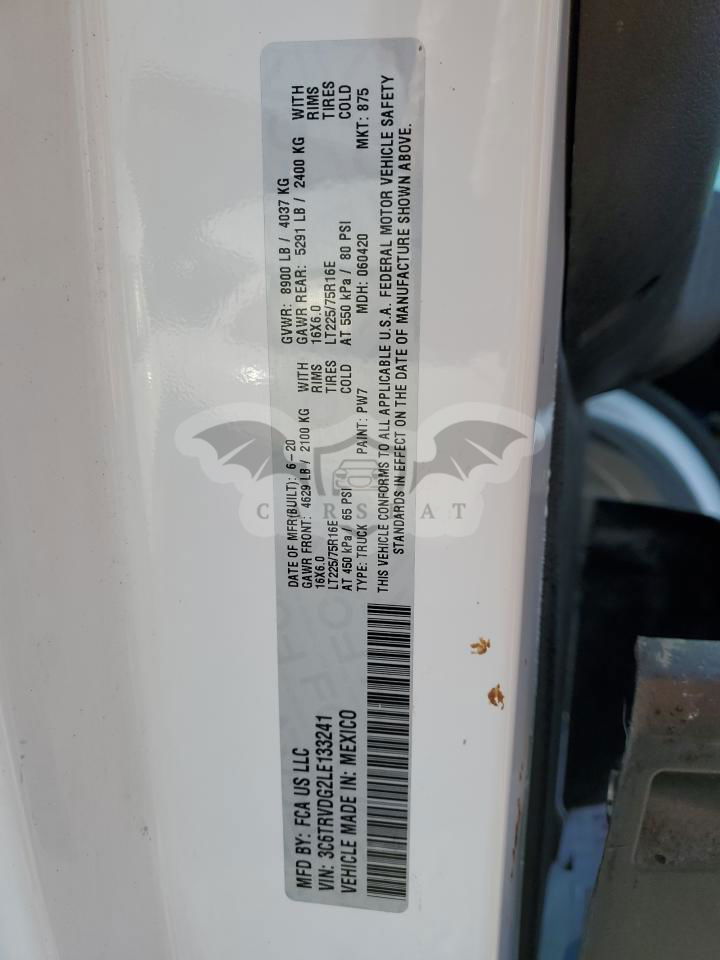 MFD BY: FCA US LLC
VIN: 3C6TRVDG2LE133241
VEHICLE MADE IN: MEXICO
DATE OF MFR(BUILT): 6-20 GVWR: 8900 LB / 4037 KG
GAWR FRONT: 4629 LB / 2100 KG WITH GAWR REAR: 5291 LB / 2400 KG WITH
16X6.0 RIMS 16X6.0 RIMS
LT225/75R16E TIRES LT225/75R16E TIRES
AT 450 kPa / 65 PSI COLD AT 550 kPa / 80 PSI COLD
TYPE: TRUCK PAINT: PW7 MDH: 060420 MKT: 875
THIS VEHICLE CONFORMS TO ALL APPLICABLE U.S.A. FEDERAL MOTOR VEHICLE SAFETY
STANDARDS IN EFFECT ON THE DATE OF MANUFACTURE SHOWN ABOVE.